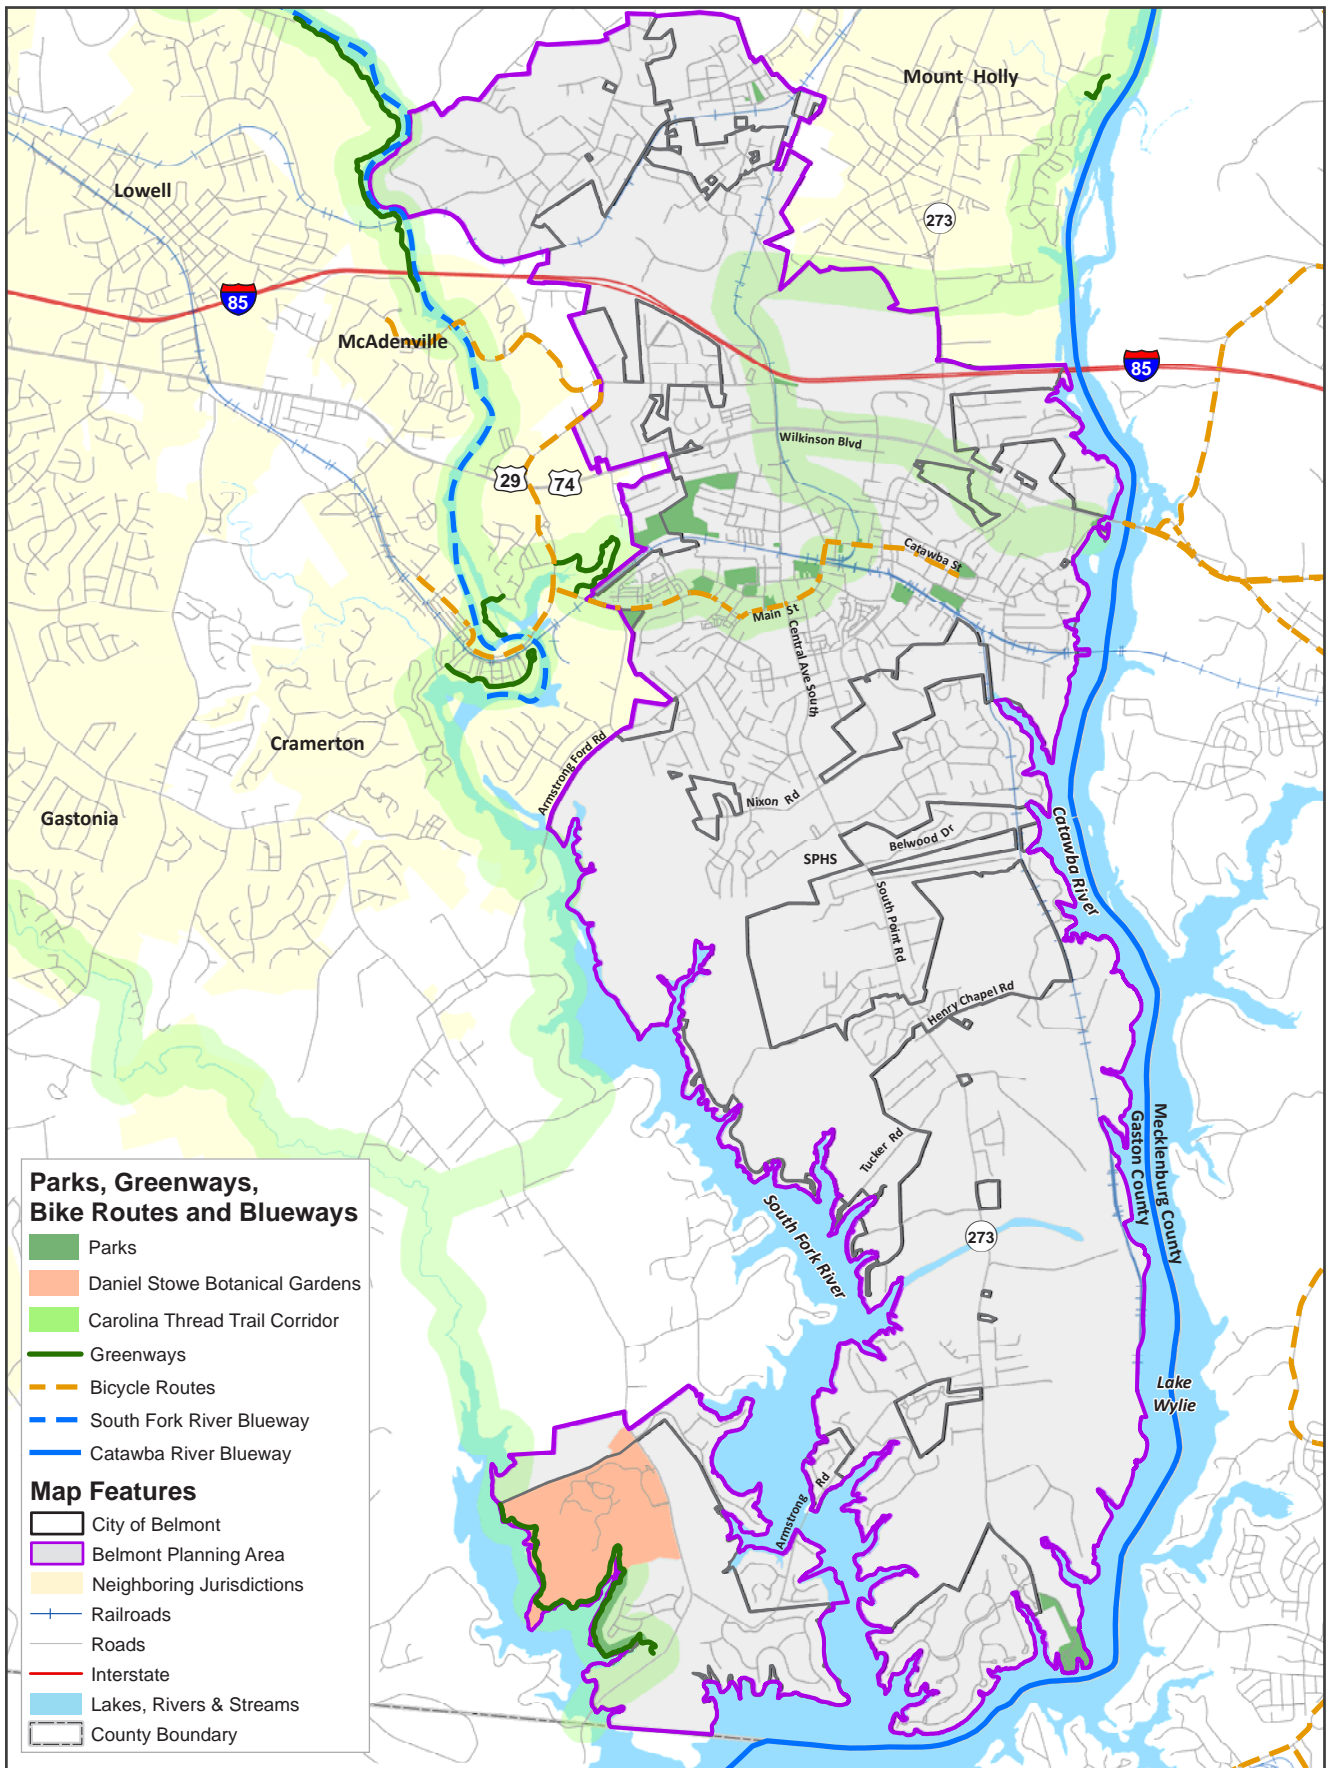 Mount Holly
Lowell
273
85
McAdenville
85
Wilkinson Blvd
29
74
Catawba St
Main St
Central Ave South
Cramerton
Armstrong Ford Rd
Gastonia
Nixon Rd
Belwood Dr
SPHS
Catawba River
South Point Rd
Henry Chapel Rd
Mecklenburg County
Gaston County
Tucker Rd
South Fork River
273
Lake
Wylie
Armstrong Rd
Parks, Greenways,
Bike Routes and Blueways
Parks
Daniel Stowe Botanical Gardens
Carolina Thread Trail Corridor
Greenways
Bicycle Routes
South Fork River Blueway
Catawba River Blueway
Map Features
City of Belmont
Belmont Planning Area
Neighboring Jurisdictions
Railroads
Roads
Interstate
Lakes, Rivers & Streams
County Boundary